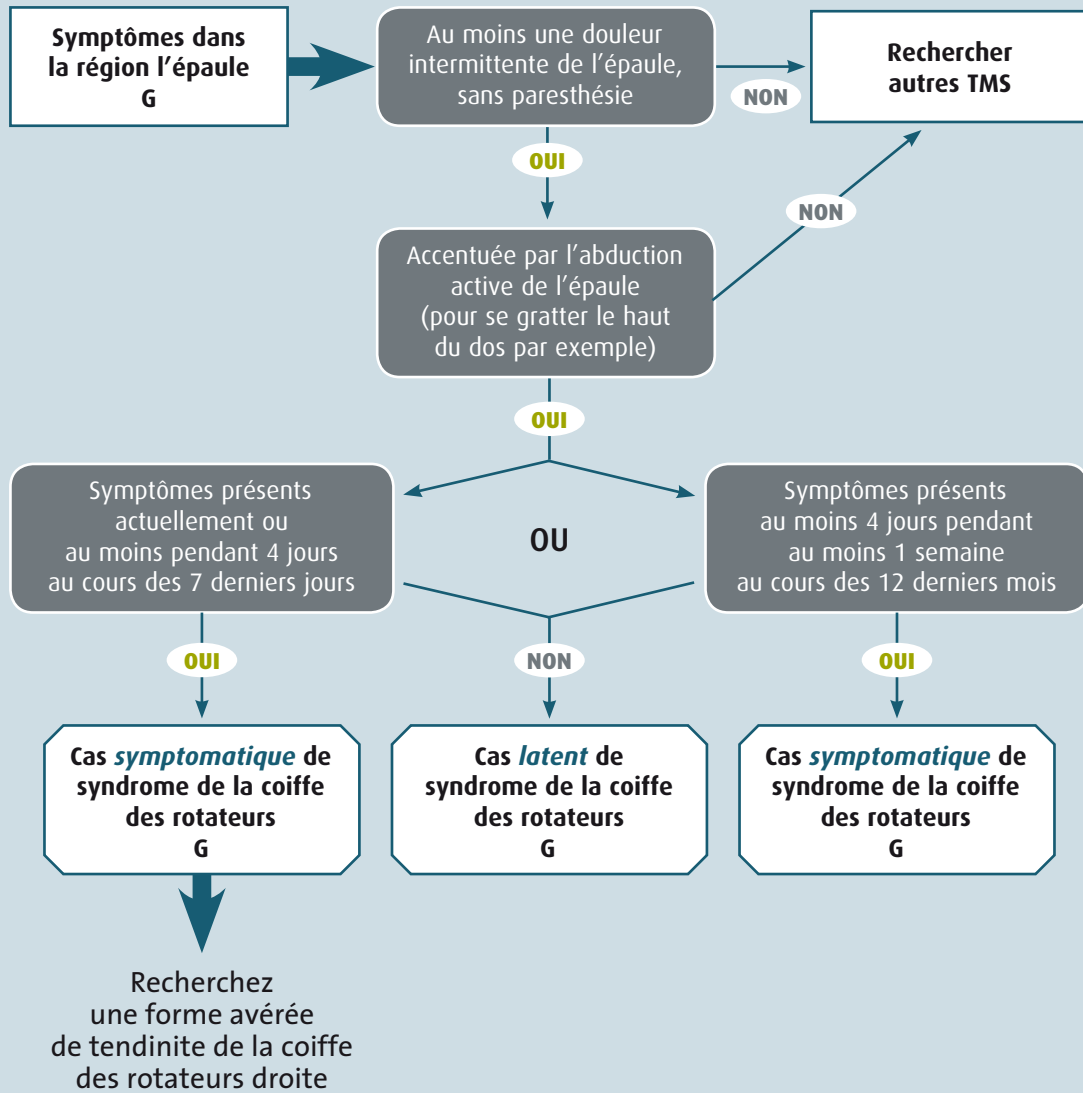 Symptômes dans
la région l'épaule
G
Au moins une douleur
intermittente de l'épaule,
sans paresthésie
NON
Rechercher
autres TMS
OUI
NON
Accentuée par l'abduction
active de l'épaule
(pour se gratter le haut
du dos par exemple)
OUI
Symptômes présents
actuellement ou
au moins pendant 4 jours
au cours des 7 derniers jours
OU
Symptômes présents
au moins 4 jours pendant
au moins 1 semaine
au cours des 12 derniers mois
OUI
NON
OUI
Cas symptomatique de
syndrome de la coiffe
des rotateurs
G
Cas latent de
syndrome de la coiffe
des rotateurs
G
Cas symptomatique de
syndrome de la coiffe
des rotateurs
G
Recherchez
une forme avérée
de tendinite de la coiffe
des rotateurs droite